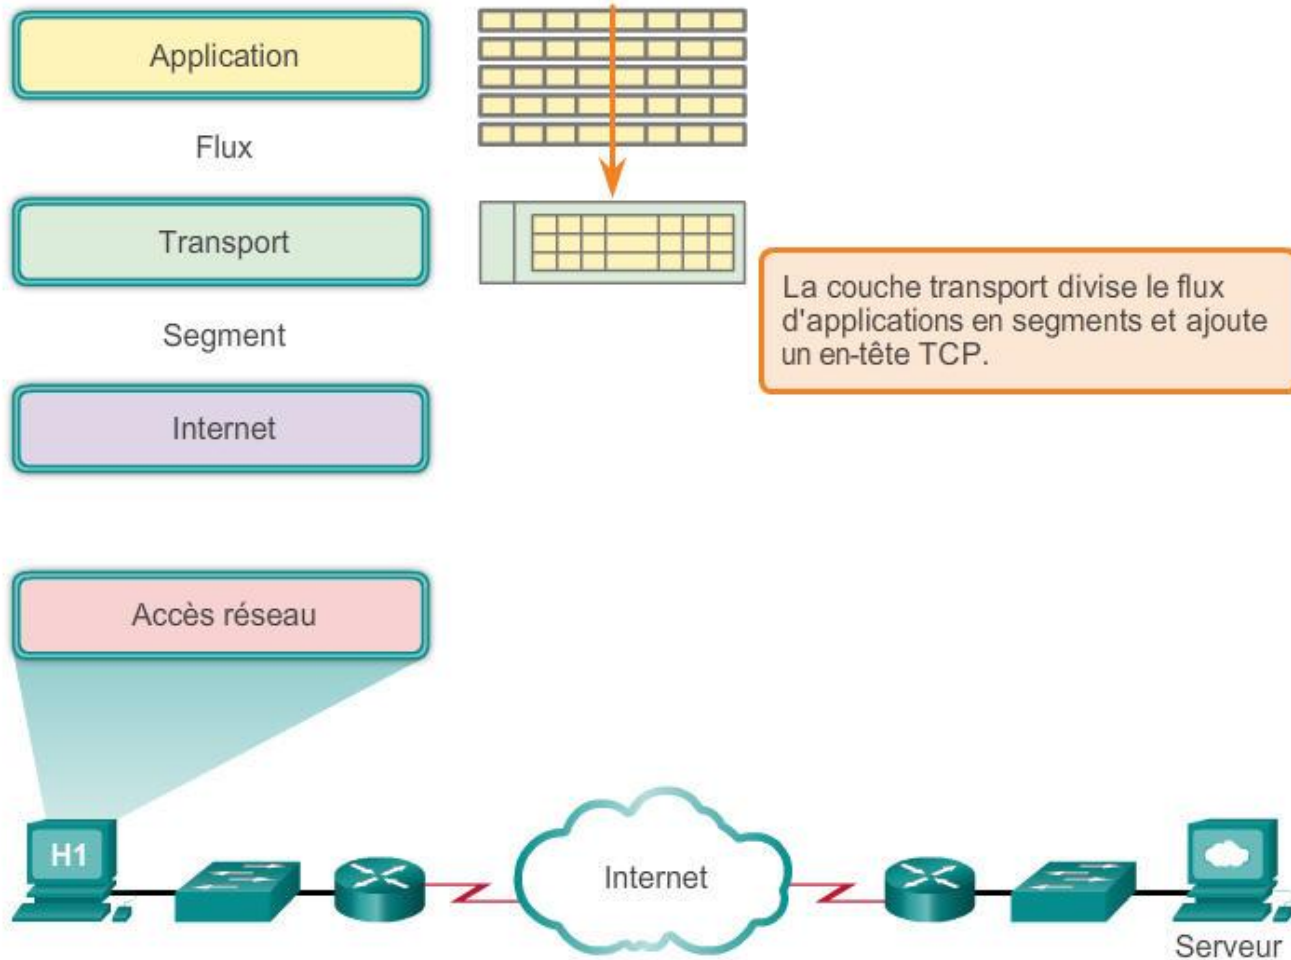 Application
Flux
Transport
La couche transport divise le flux
d'applications en segments et ajoute
un en-tête TCP.
Segment
Internet
Accès réseau
H1
Internet
Serveur